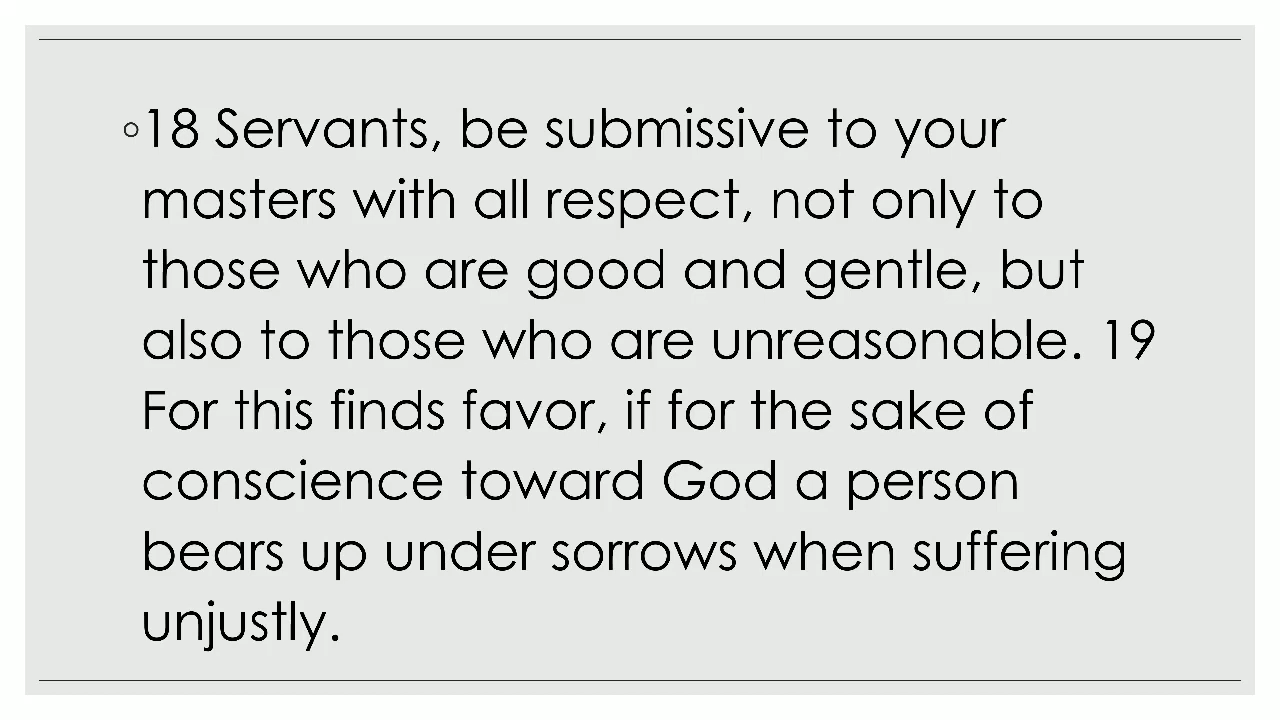 ◦18 Servants, be submissive to your
masters with all respect, not only to
those who are good and gentle, but
also to those who are unreasonable. 19
For this finds favor, if for the sake of
conscience toward God a person
bears up under sorrows when suffering
unjustly.